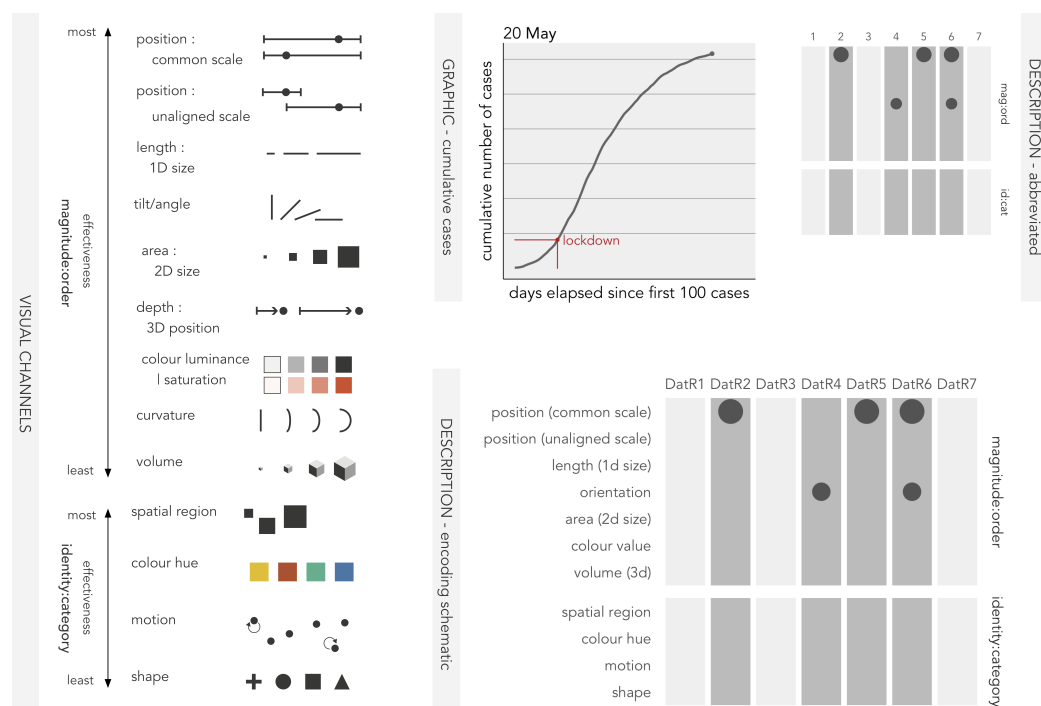 VISUAL CHANNELS
most
effectiveness
magnitude:order
least
position :
common scale
position :
unaligned scale
length :
1D size
tilt/angle
area :
2D size
depth :
3D position
colour luminance
| saturation
curvature
volume
most
effectiveness
identity:category
least
spatial region
colour hue
motion
shape
GRAPHIC - cumulative cases
20 May
cumulative number of cases
lockdown
days elapsed since first 100 cases
1 2 3 4 5 6 7
mag:ord
id:cat
DESCRIPTION - abbreviated
DESCRIPTION - encoding schematic
DatR1 DatR2 DatR3 DatR4 DatR5 DatR6 DatR7
position (common scale)
position (unaligned scale)
length (1d size)
orientation
area (2d size)
colour value
volume (3d)
magnitude:order
spatial region
colour hue
motion
shape
identity:category